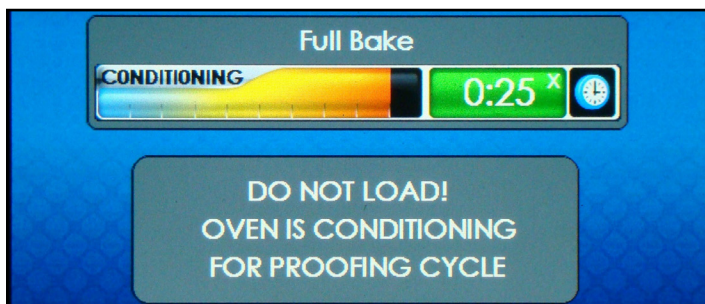 Full Bake
CONDITIONING
0:25 X
DO NOT LOAD!
OVEN IS CONDITIONING
FOR PROOFING CYCLE